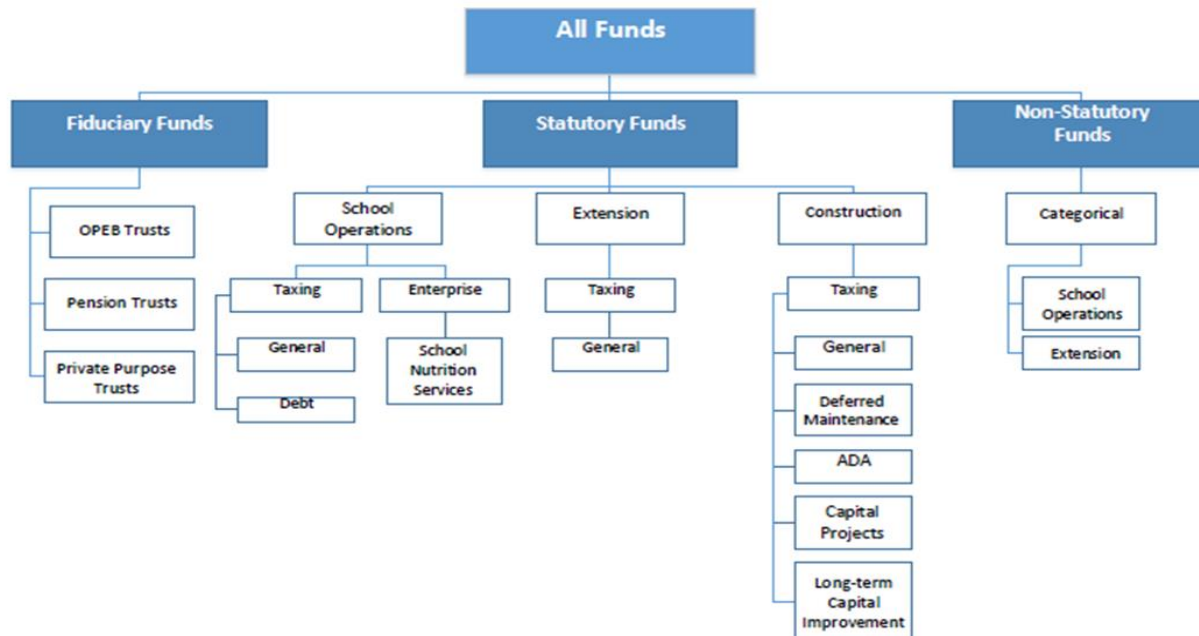 All Funds
Fiduciary Funds
Statutory Funds
Non-Statutory
Funds
School
Operations
Extension
Construction
Categorical
OPEB Trusts
Pension Trusts
Private Purpose
Trusts
Taxing
General
Debt
Enterprise
School
Nutrition
Services
Taxing
General
Taxing
General
Deferred
Maintenance
ADA
Capital
Projects
Long-term
Capital
Improvement
School
Operations
Extension